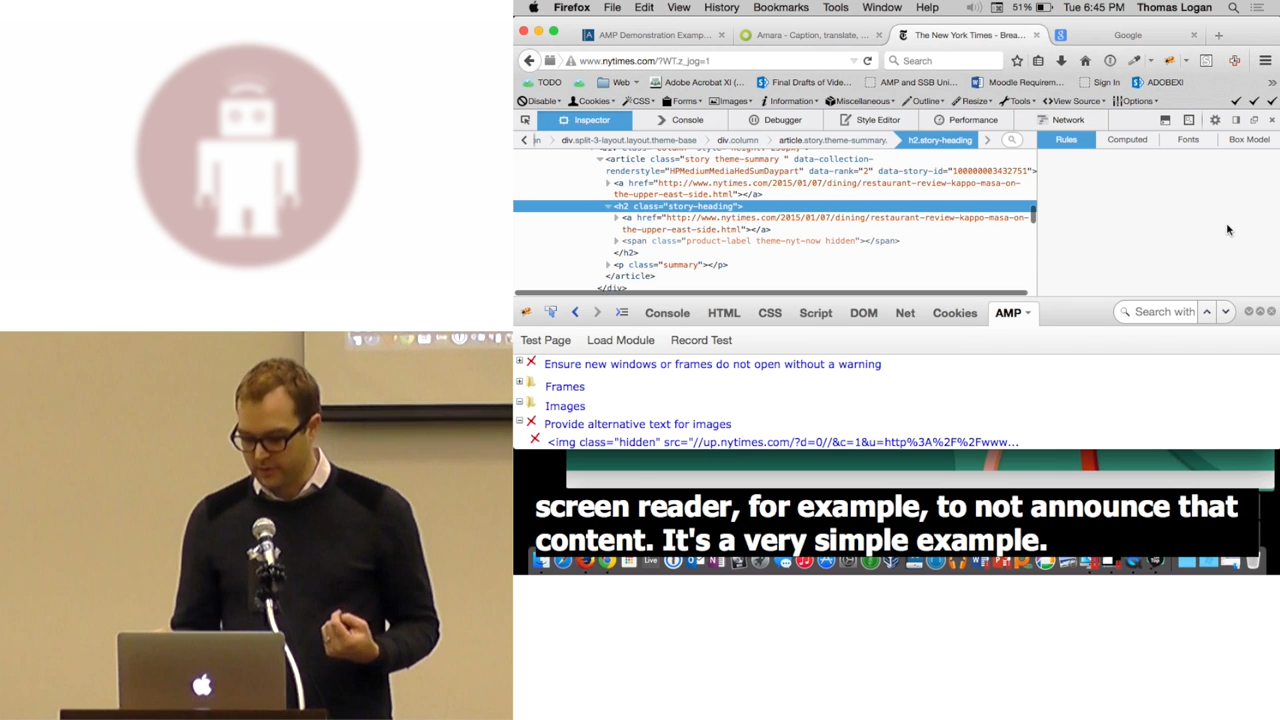 Firefox File Edit View History Bookmarks Tools Window Help 51% Tue 6:45 PM Thomas Logan
AMP Demonstration Examp... Amara - Caption, translate, ... The New York Times - Brea... Google
www.nytimes.com/?WT.z_jog=1 Search
TODO Web Adobe Acrobat XI (... Final Drafts of Vide... AMP and SSB Uni... Moodle Requirem... Sign In ADOBEXI
Disable Cookies CSS Forms Images Information Miscellaneous Outline Resize Tools View Source Options
Inspector Console Debugger Style Editor Performance Network
div.split-3-layout.layout.theme-base div.column article.story.theme-summary. h2.story-heading Rules Computed Fonts Box Model
<article class="story theme-summary " data-collection-
renderstyle="HPMediumMediaHedSumDaypart" data-rank="2" data-story-id="100000003432751">
<a href="http://www.nytimes.com/2015/01/07/dining/restaurant-review-kappo-masa-on-
the-upper-east-side.html"></a>
<h2 class="story-heading">
<a href="http://www.nytimes.com/2015/01/07/dining/restaurant-review-kappo-masa-on-
the-upper-east-side.html"></a>
<span class="product-label theme-nyt-now hidden"></span>
</h2>
<p class="summary"></p>
</article>
</div>
Console HTML CSS Script DOM Net Cookies AMP Search with
Test Page Load Module Record Test
Ensure new windows or frames do not open without a warning
Frames
Images
Provide alternative text for images
<img class="hidden" src="//up.nytimes.com/?d=0//&c=1&u=http%3A%2F%2Fwww...
screen reader, for example, to not announce that
content. It's a very simple example.
Live